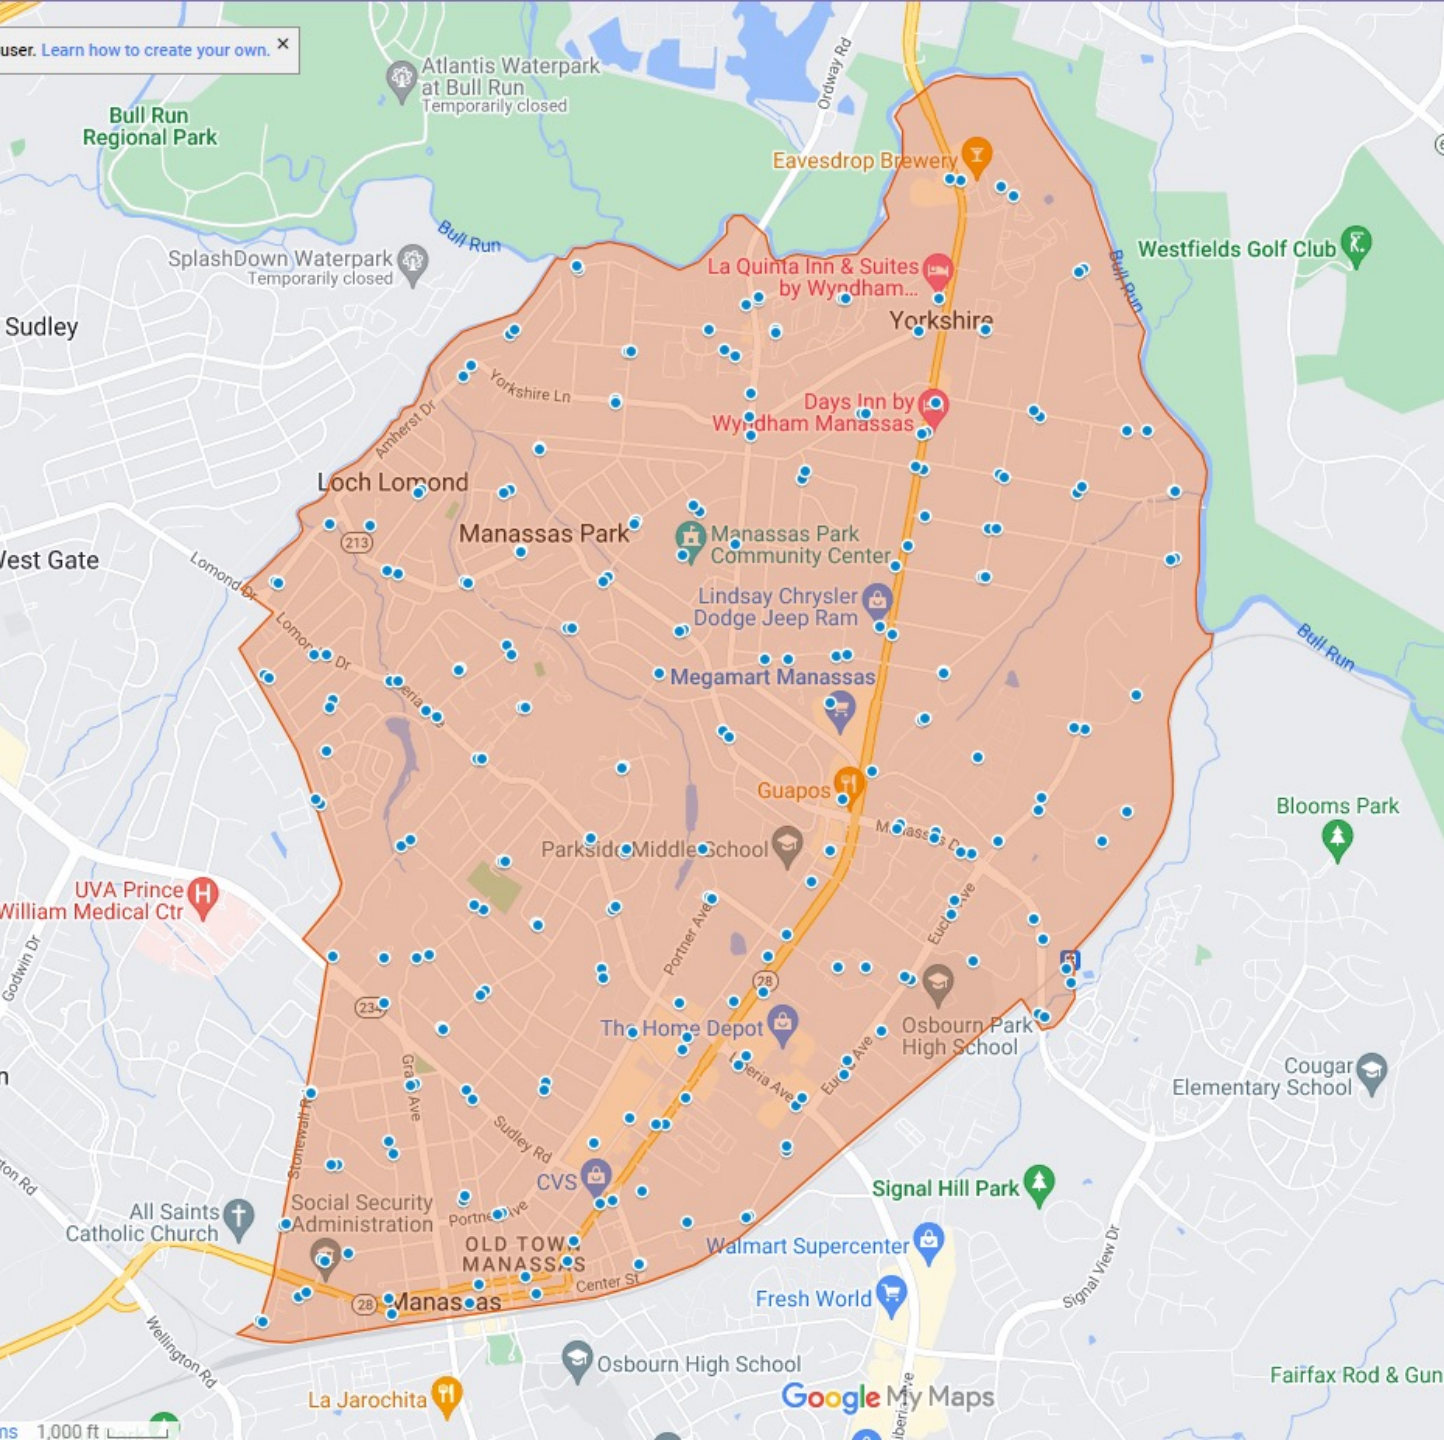 user. Learn how to create your own. ×
Ordway Rd
Atlantis Waterpark
at Bull Run
Temporarily closed
Bull Run
Regional Park
Eavesdrop Brewery
Bull Run
SplashDown Waterpark
Temporarily closed
Westfields Golf Club
Bull Run
La Quinta Inn & Suites
by Wyndham...
Yorkshire
Sudley
Yorkshire Ln
Days Inn by
Wyndham Manassas
Amherst Dr
Loch Lomond
Manassas Park
Manassas Park
Community Center
213
West Gate
Lomond Dr
Lindsay Chrysler
Dodge Jeep Ram
Lomond Dr
Bull Run
Megamart Manassas
Guapos
Manassas Dr
Blooms Park
Parkside Middle School
UVA Prince
William Medical Ctr
H
Euclid Ave
Portner Ave
Godwin Dr
28
234
The Home Depot
Osbourn Park
High School
Liberia Ave
Euclid Ave
Cougar
Elementary School
Grant Ave
Stonewall Rd
Sudley Rd
CVS
Signal Hill Park
All Saints
Catholic Church
Social Security
Administration
Portner Ave
OLD TOWN
MANASSAS
Walmart Supercenter
Signal View Dr
Center St
28
Manassas
Fresh World
Wellington Rd
Osbourn High School
Fairfax Rod & Gun
La Jarochita
Google My Maps
1,000 ft